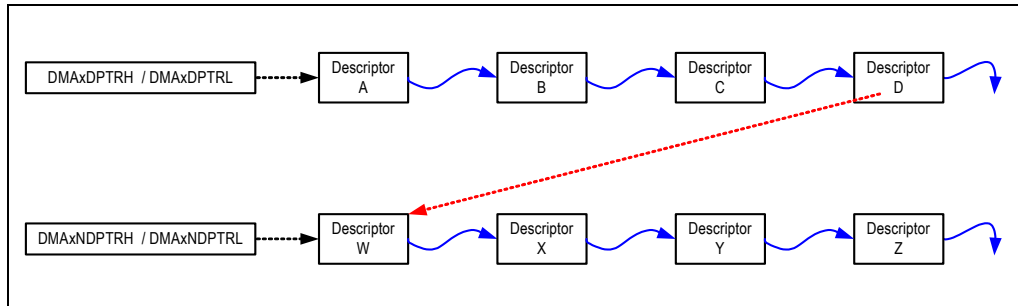 DMAxDPTRH / DMAxDPTRL
Descriptor
A
Descriptor
B
Descriptor
C
Descriptor
D
DMAxNDPTRH / DMAxNDPTRL
Descriptor
W
Descriptor
X
Descriptor
Y
Descriptor
Z